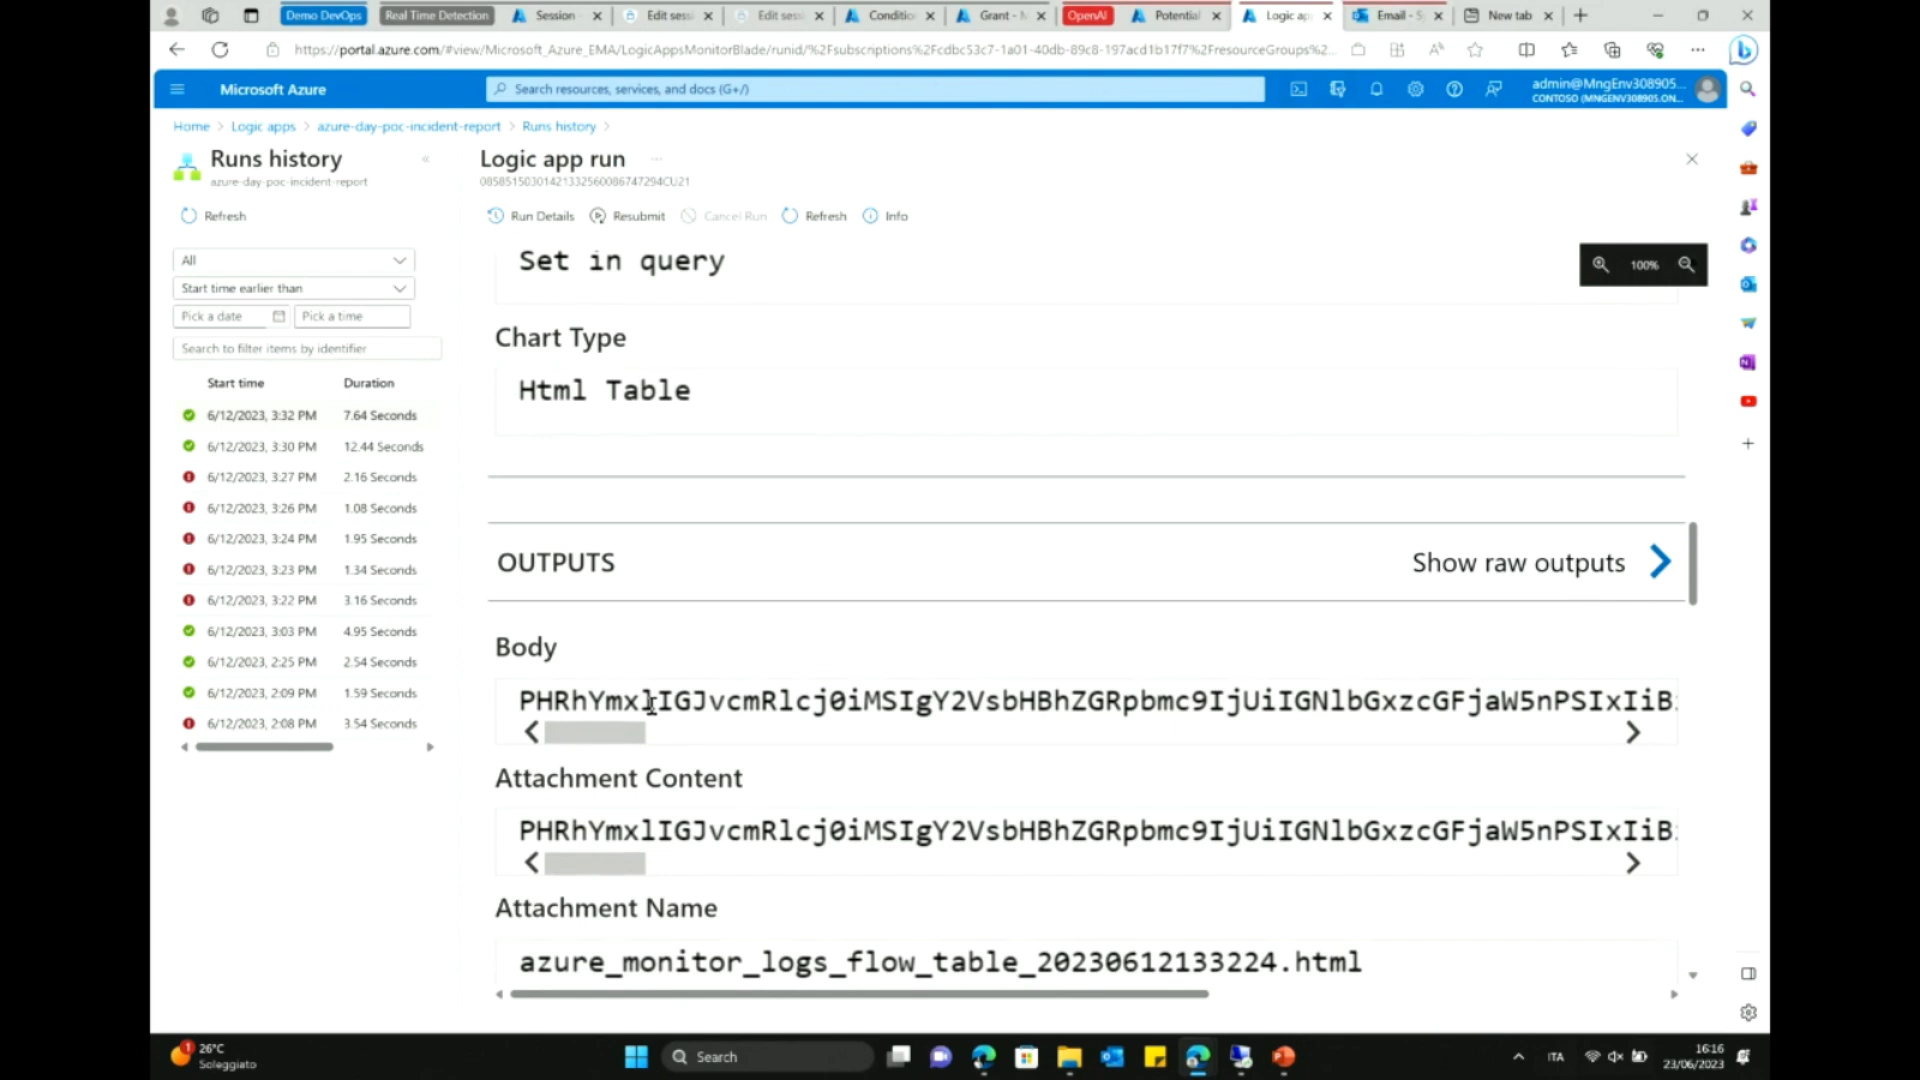 Demo DevOps
Real Time Detection
Session
Edit sessi
Edit sessi
Conditio
Grant - M
OpenAI
Potential
Logic ap
Email - S
New tab
https://portal.azure.com/#view/Microsoft_Azure_EMA/LogicAppsMonitorBlade/runid/%2Fsubscriptions%2Fcdbc53c7-1a01-40db-89c8-197acd1b17f7%2FresourceGroups%2...
Microsoft Azure
Search resources, services, and docs (G+/)
admin@MngEnv308905...
CONTOSO (MNGENV308905.ON...
Home > Logic apps > azure-day-poc-incident-report > Runs history >
Runs history
azure-day-poc-incident-report
Refresh
All
Start time earlier than
Pick a date
Pick a time
Search to filter items by identifier
Start time Duration
6/12/2023, 3:32 PM 7.64 Seconds
6/12/2023, 3:30 PM 12.44 Seconds
6/12/2023, 3:27 PM 2.16 Seconds
6/12/2023, 3:26 PM 1.08 Seconds
6/12/2023, 3:24 PM 1.95 Seconds
6/12/2023, 3:23 PM 1.34 Seconds
6/12/2023, 3:22 PM 3.16 Seconds
6/12/2023, 3:03 PM 4.95 Seconds
6/12/2023, 2:25 PM 2.54 Seconds
6/12/2023, 2:09 PM 1.59 Seconds
6/12/2023, 2:08 PM 3.54 Seconds
Logic app run
08585150301421332560086747294CU21
Run Details Resubmit Cancel Run Refresh Info
100%
Set in query
Chart Type
Html Table
OUTPUTS
Show raw outputs
Body
PHRhYmxlIGJvcmRlcj0iMSIgY2VsbHBhZGRpbmc9IjUiIGNlbGxzcGFjaW5nPSIxIiB
Attachment Content
PHRhYmxlIGJvcmRlcj0iMSIgY2VsbHBhZGRpbmc9IjUiIGNlbGxzcGFjaW5nPSIxIiB
Attachment Name
azure_monitor_logs_flow_table_20230612133224.html
1
26°C
Soleggiato
Search
ITA
16:16
23/06/2023